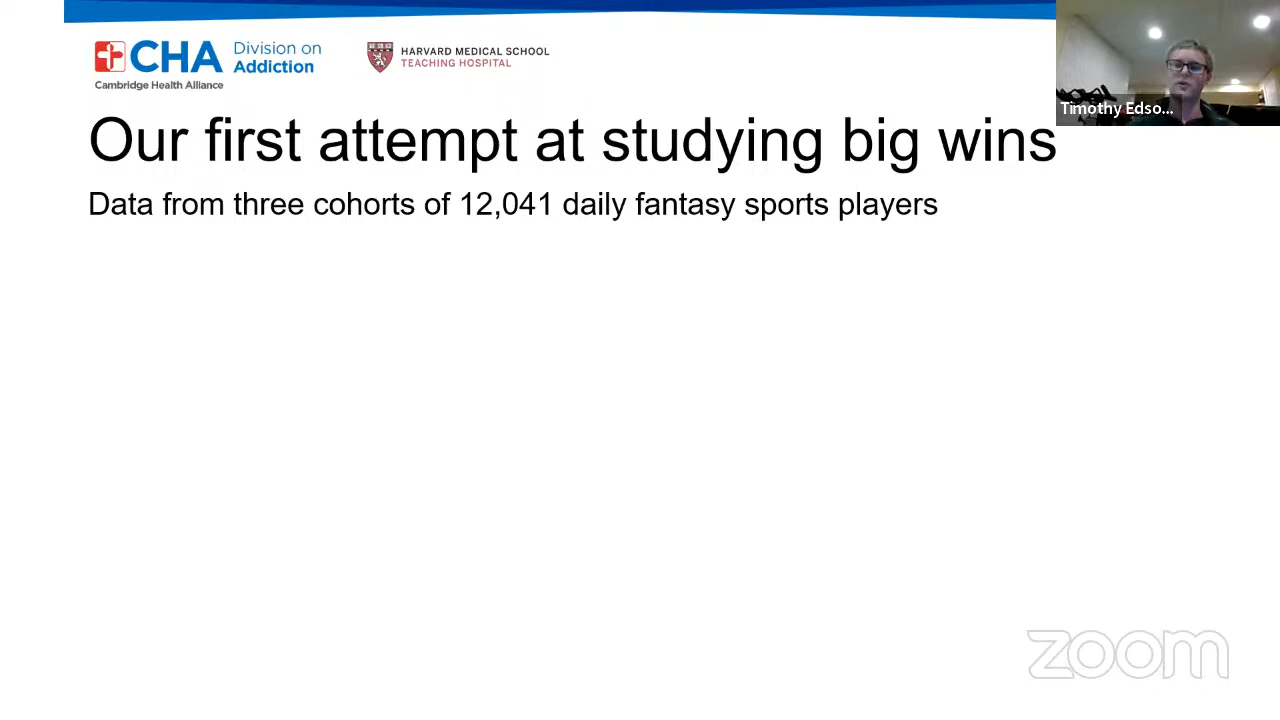 CHA Division on Addiction
Cambridge Health Alliance
HARVARD MEDICAL SCHOOL
TEACHING HOSPITAL
Timothy Edso...
Our first attempt at studying big wins
Data from three cohorts of 12,041 daily fantasy sports players
zoom